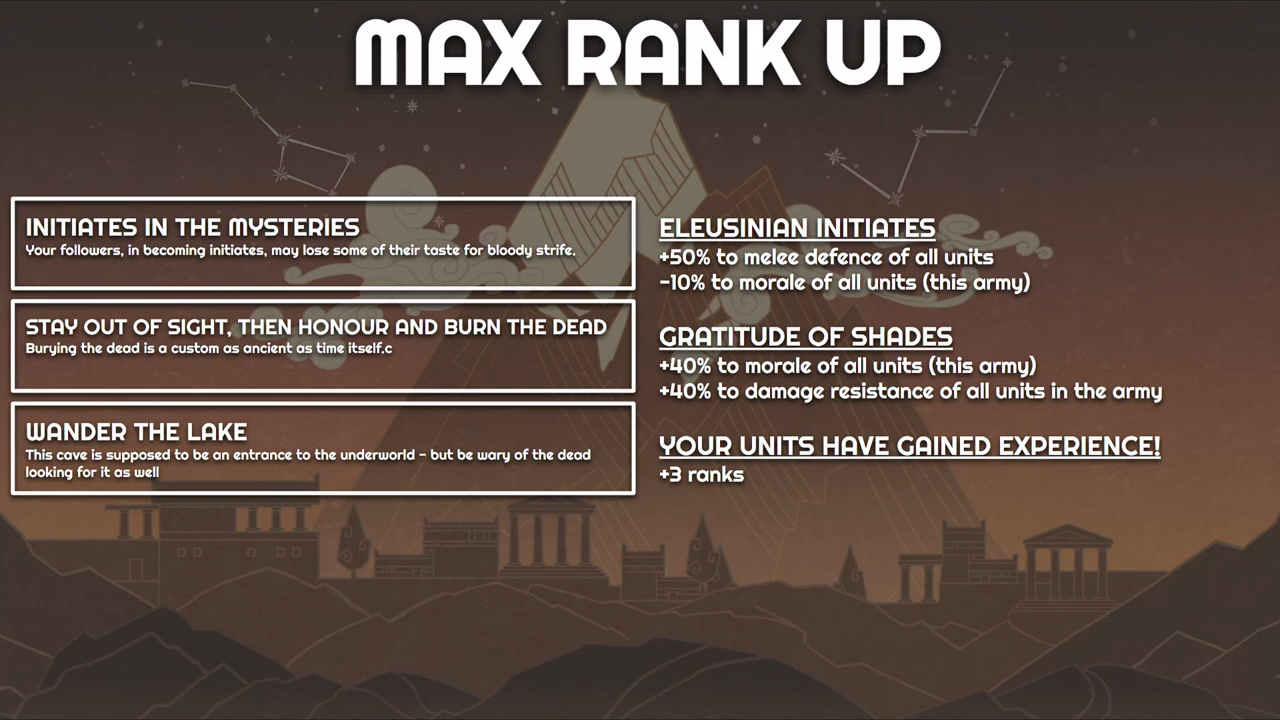 MAX RANK UP
INITIATES IN THE MYSTERIES
Your followers, in becoming initiates, may lose some of their taste for bloody strife.
ELEUSINIAN INITIATES
+50% to melee defence of all units
-10% to morale of all units (this army)
STAY OUT OF SIGHT, THEN HONOUR AND BURN THE DEAD
Burying the dead is a custom as ancient as time itself.c
GRATITUDE OF SHADES
+40% to morale of all units (this army)
+40% to damage resistance of all units in the army
WANDER THE LAKE
This cave is supposed to be an entrance to the underworld - but be wary of the dead
looking for it as well
YOUR UNITS HAVE GAINED EXPERIENCE!
+3 ranks